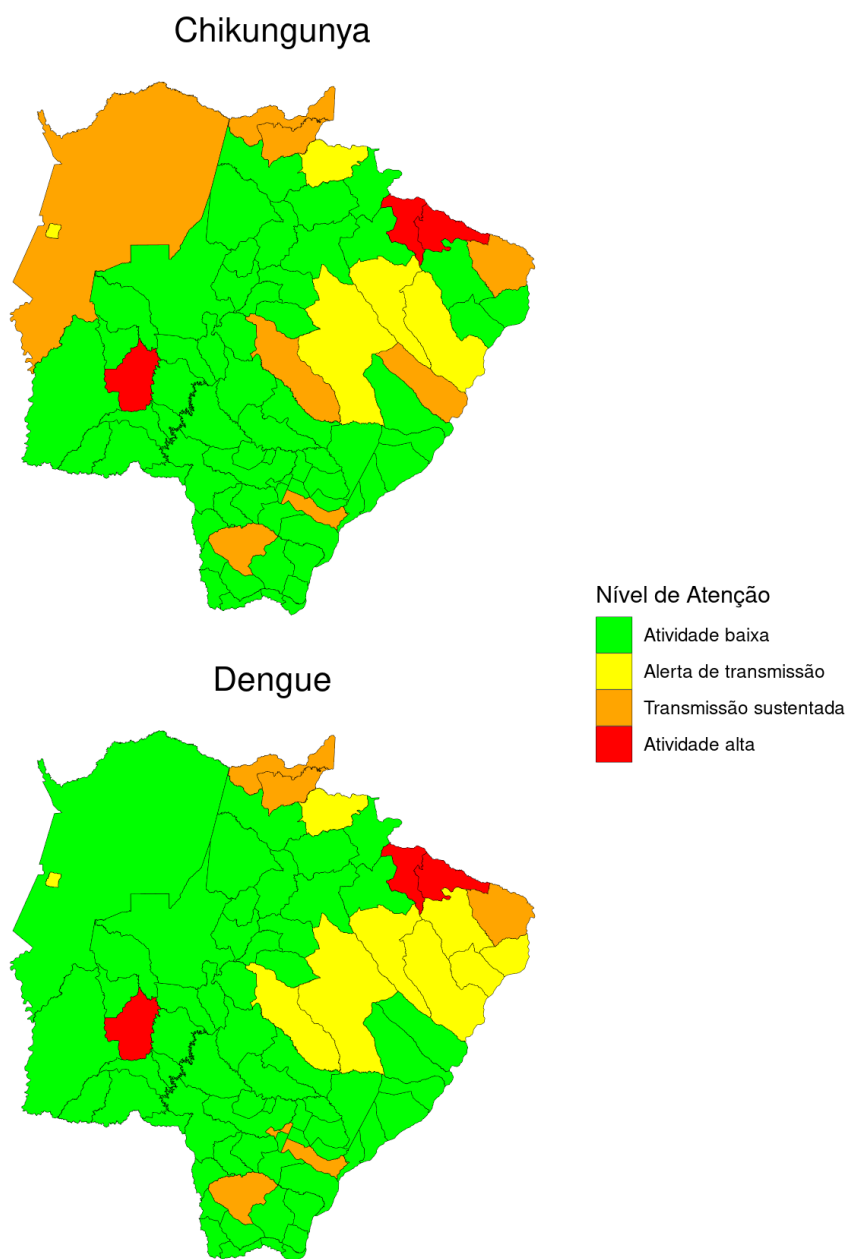 Chikungunya
Nível de Atenção
Atividade baixa
Alerta de transmissão
Transmissão sustentada
Atividade alta
Dengue